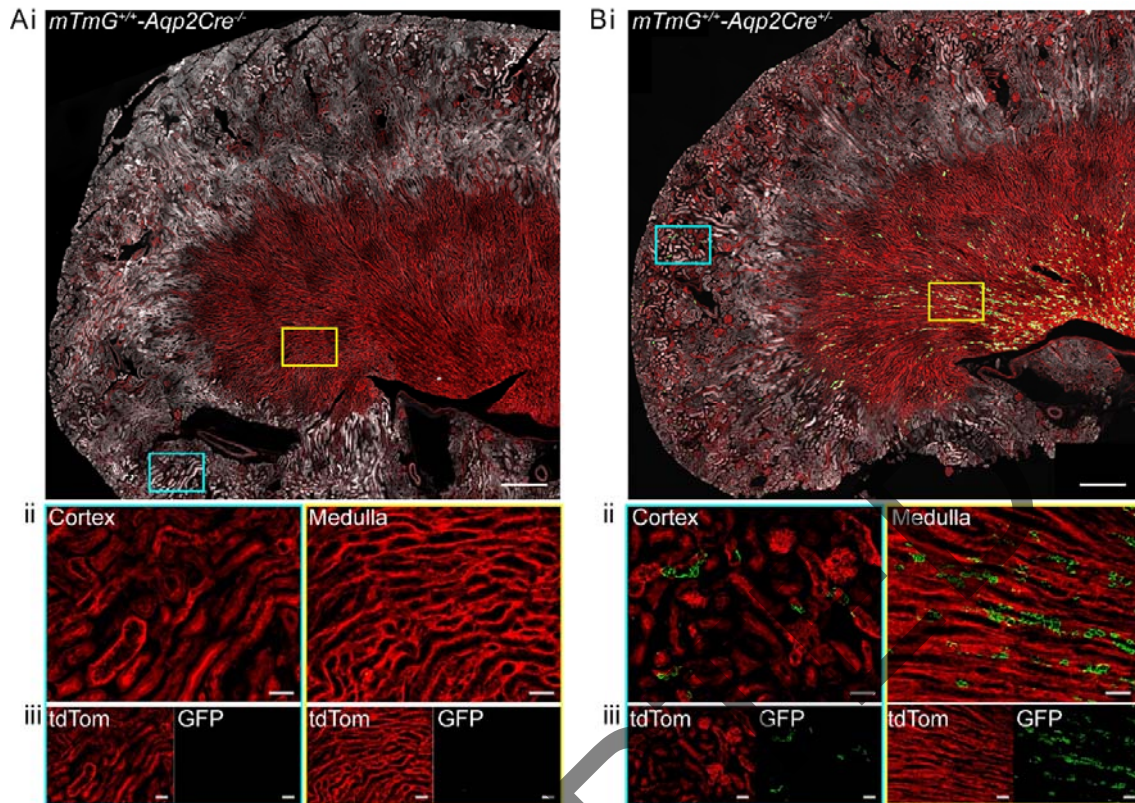 Ai mTmG+/+-Aqp2Cre-/-
Bi mTmG+/+-Aqp2Cre+/-
ii Cortex Medulla
iii tdTom GFP tdTom GFP
ii Cortex Medulla
iii tdTom GFP tdTom GFP